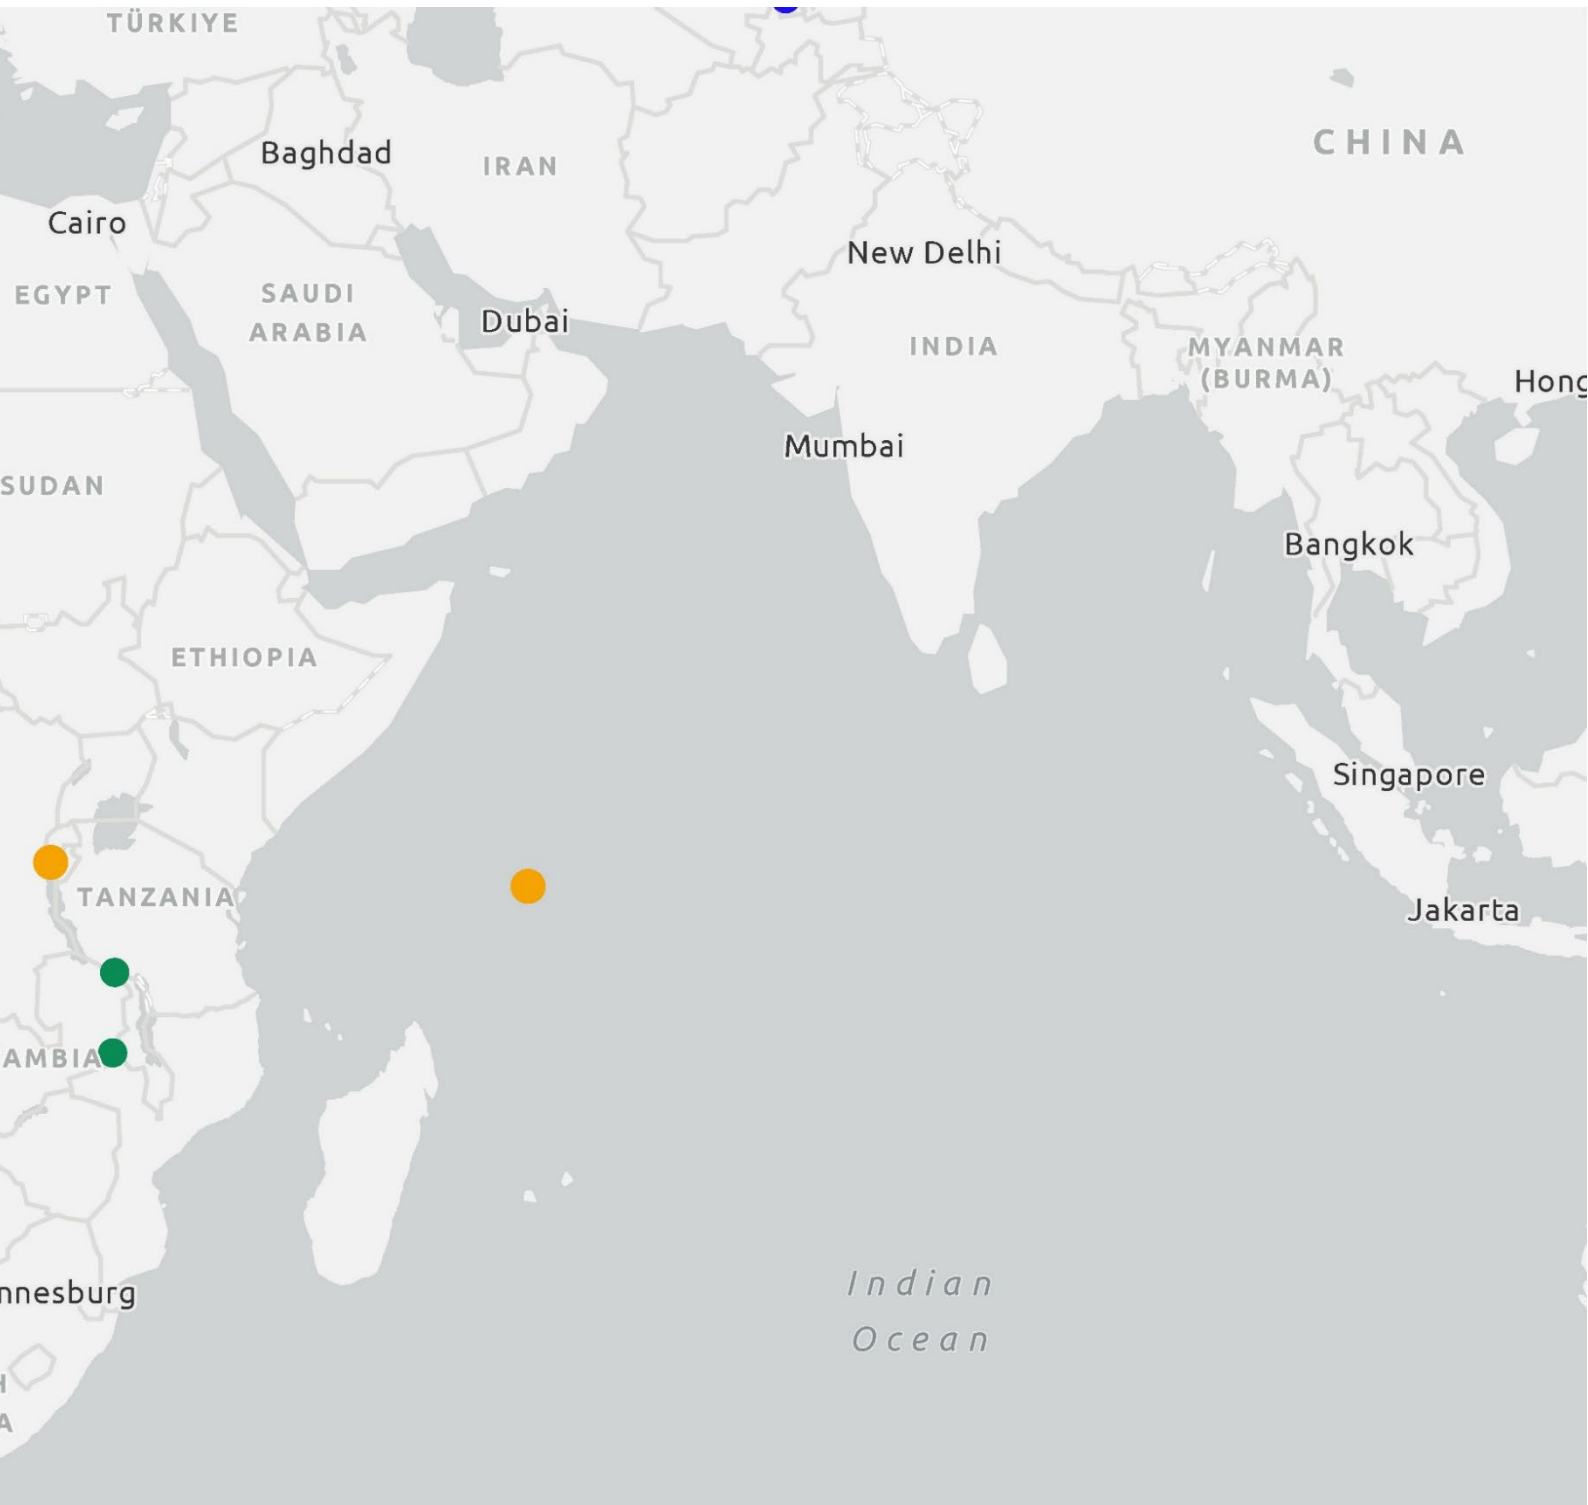 TÜRKIYE
CHINA
Baghdad
IRAN
Cairo
New Delhi
EGYPT
SAUDI
ARABIA
Dubai
INDIA
MYANMAR
(BURMA)
Hong
Mumbai
SUDAN
Bangkok
ETHIOPIA
Singapore
TANZANIA
Jakarta
AMBIA
Indian
Ocean
nnesburg
H
A